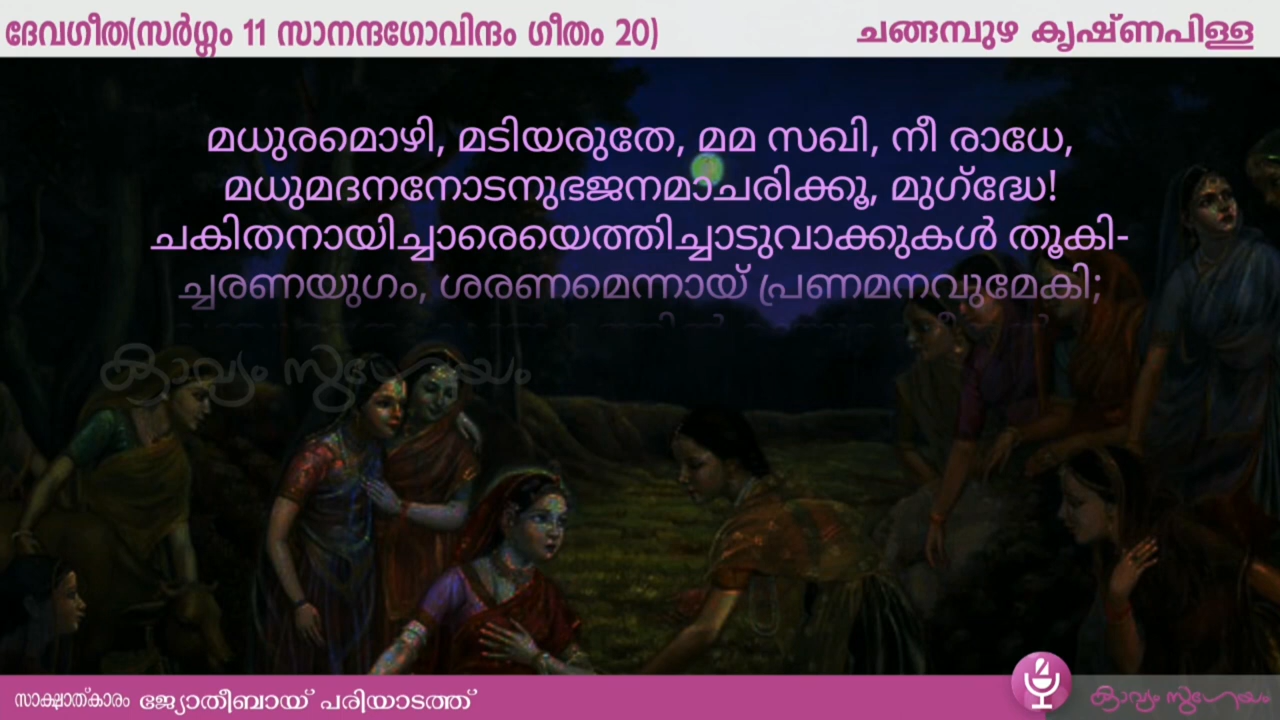 ദേവഗീത(സർഗ്ഗം 11 സാനന്ദഗോവിന്ദം ഗീതം 20)
ചങ്ങമ്പുഴ കൃഷ്ണപിള്ള
മധുരമൊഴി, മടിയരുതേ, മമ സഖി, നീ രാധേ,
മധുമദനനോടനുഭജനമാചരിക്കൂ, മുഗ്ദ്ധേ!
ചകിതനായിച്ചാരെയെത്തിച്ചാടുവാക്കുകൾ തൂകി-
ച്ചരണയുഗം, ശരണമെന്നായ് പ്രണമനവുമേകി;
കാവ്യം സുഗേയം
സാക്ഷാത്കാരം ജ്യോതീബായ് പരിയാടത്ത്
കാവ്യം സുഗേയം